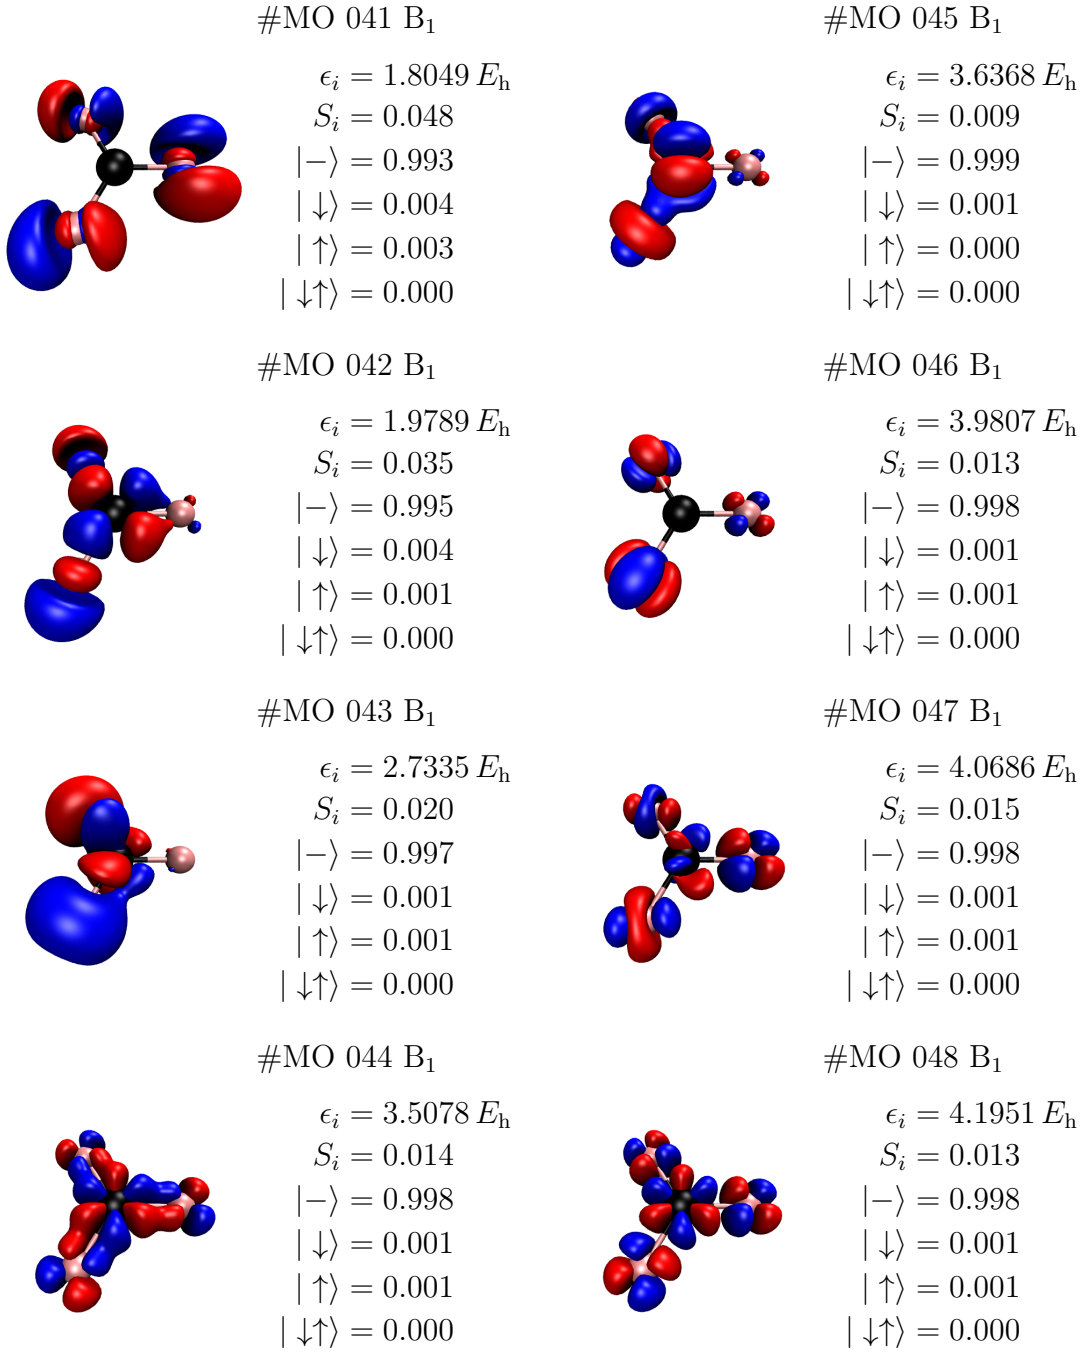 #MO 041 B₁
ϵᵢ = 1.8049 Eₕ
Sᵢ = 0.048
|−⟩ = 0.993
| ↓⟩ = 0.004
| ↑⟩ = 0.003
| ↓↑⟩ = 0.000
#MO 042 B₁
ϵᵢ = 1.9789 Eₕ
Sᵢ = 0.035
|−⟩ = 0.995
| ↓⟩ = 0.004
| ↑⟩ = 0.001
| ↓↑⟩ = 0.000
#MO 043 B₁
ϵᵢ = 2.7335 Eₕ
Sᵢ = 0.020
|−⟩ = 0.997
| ↓⟩ = 0.001
| ↑⟩ = 0.001
| ↓↑⟩ = 0.000
#MO 044 B₁
ϵᵢ = 3.5078 Eₕ
Sᵢ = 0.014
|−⟩ = 0.998
| ↓⟩ = 0.001
| ↑⟩ = 0.001
| ↓↑⟩ = 0.000
#MO 045 B₁
ϵᵢ = 3.6368 Eₕ
Sᵢ = 0.009
|−⟩ = 0.999
| ↓⟩ = 0.001
| ↑⟩ = 0.000
| ↓↑⟩ = 0.000
#MO 046 B₁
ϵᵢ = 3.9807 Eₕ
Sᵢ = 0.013
|−⟩ = 0.998
| ↓⟩ = 0.001
| ↑⟩ = 0.001
| ↓↑⟩ = 0.000
#MO 047 B₁
ϵᵢ = 4.0686 Eₕ
Sᵢ = 0.015
|−⟩ = 0.998
| ↓⟩ = 0.001
| ↑⟩ = 0.001
| ↓↑⟩ = 0.000
#MO 048 B₁
ϵᵢ = 4.1951 Eₕ
Sᵢ = 0.013
|−⟩ = 0.998
| ↓⟩ = 0.001
| ↑⟩ = 0.001
| ↓↑⟩ = 0.000